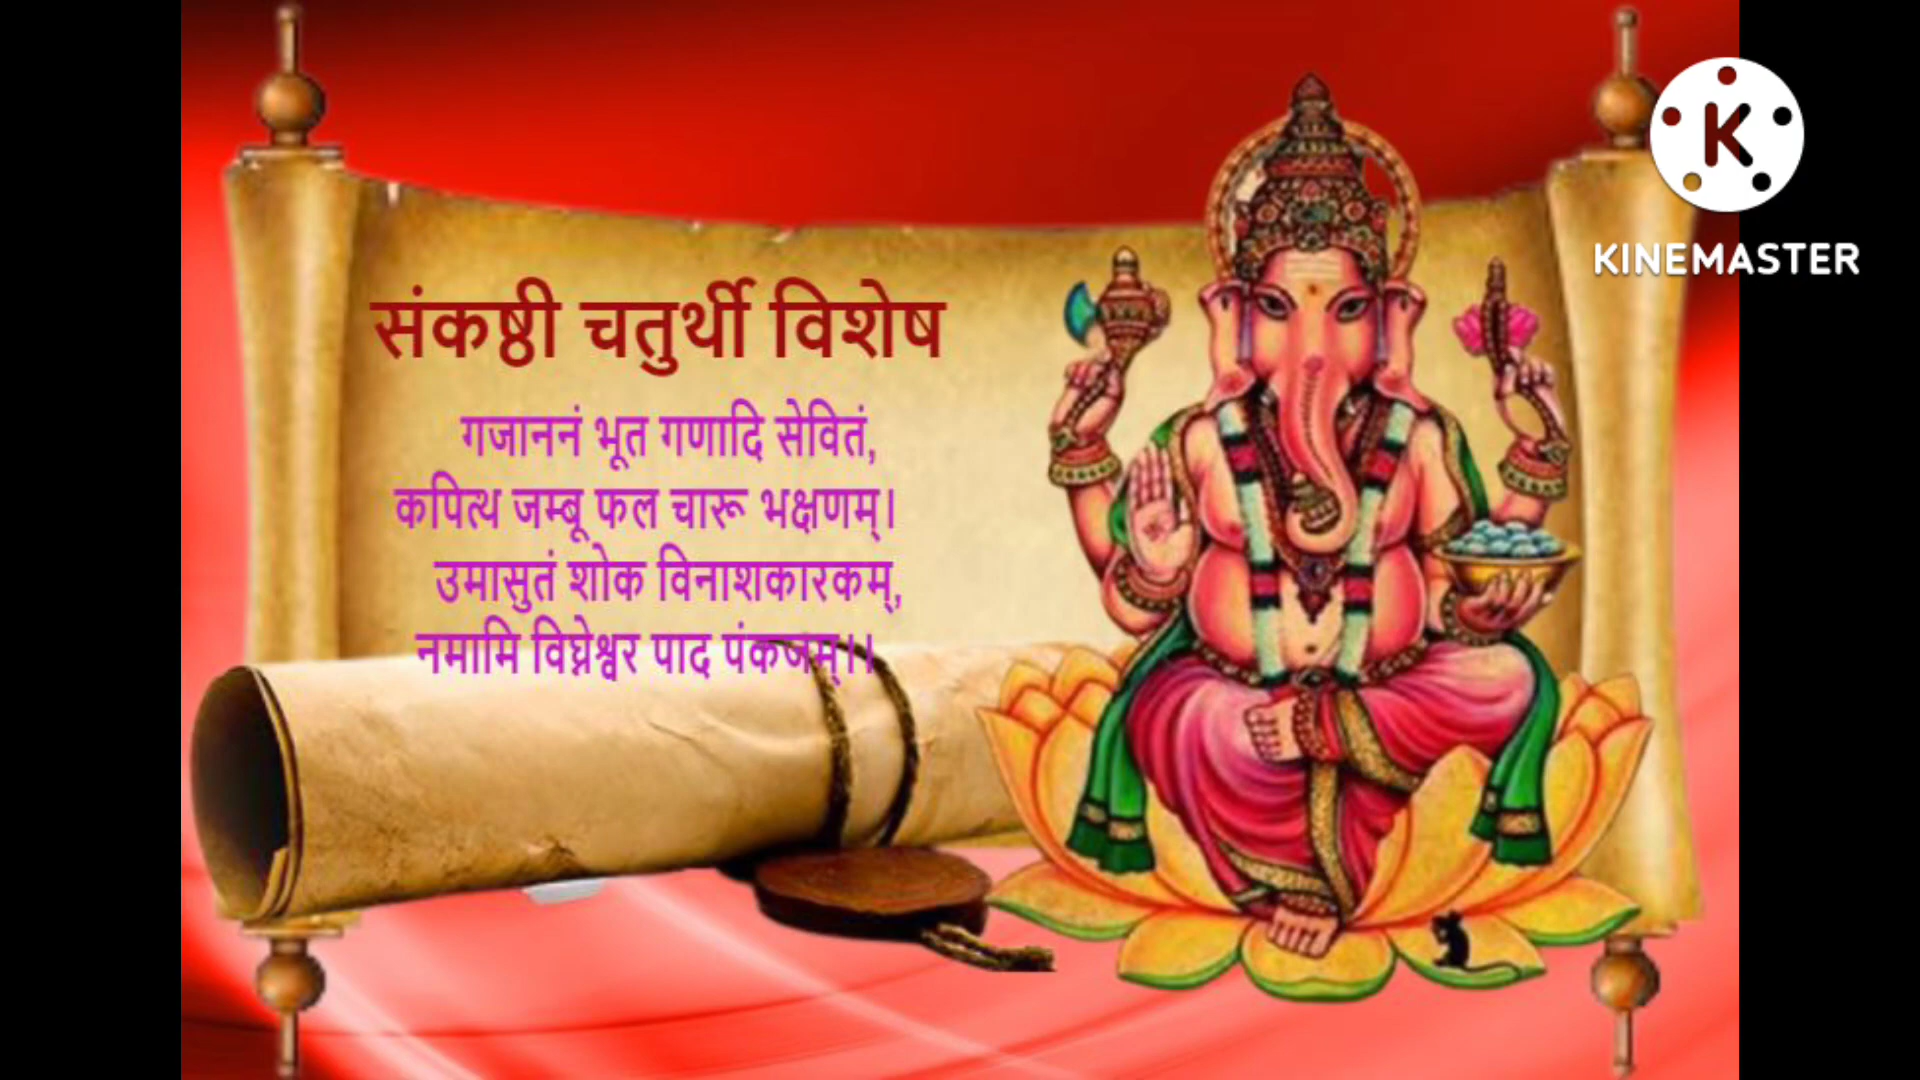 संकष्ठी चतुर्थी विशेष
गजाननं भूत गणादि सेवितं,
कपित्थ जम्बू फल चारू भक्षणम्।
उमासुतं शोक विनाशकारकम्,
नमामि विघ्नेश्वर पाद पंकजम्।।
K
KINEMASTER